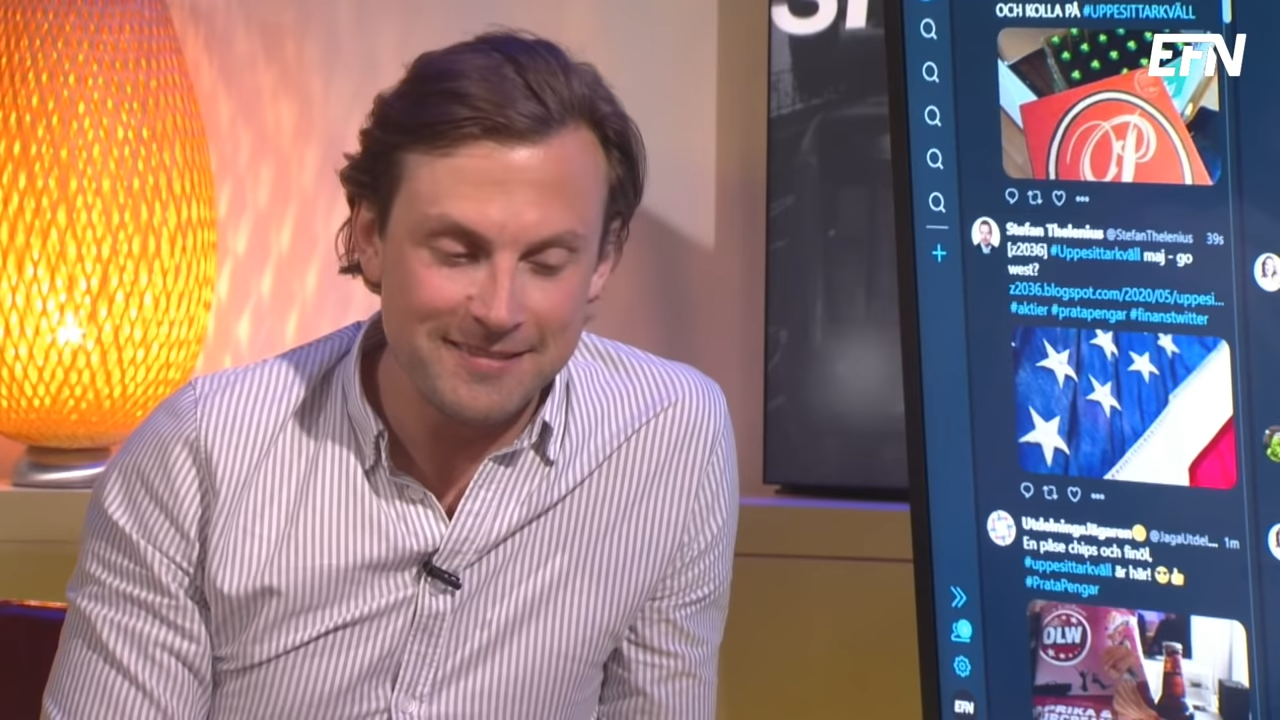 OCH KOLLA PÅ #UPPESITTARKVÄLL
EFN
P
Stefan Thelenius @StefanThelenius 39s
[z2036] #Uppesittarkväll maj - go
west?
z2036.blogspot.com/2020/05/uppesi...
#aktier #pratapengar #finanstwitter
UtdelningsJägaren @JagaUtdel... 1m
En påse chips och finöl,
#uppesittarkväll är här!
#PrataPengar
OLW
EFN